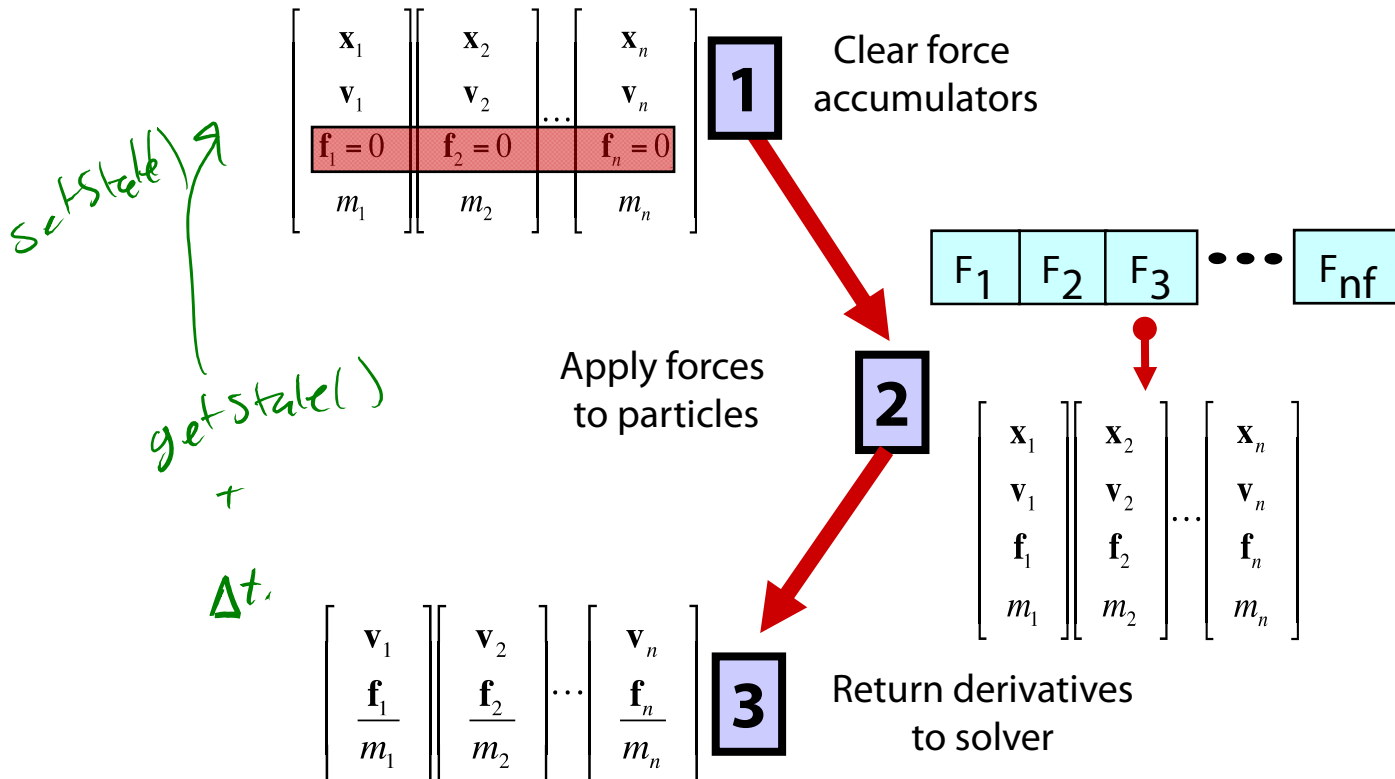 x₁ x₂ xₙ
v₁ v₂ ... vₙ
f₁ = 0 f₂ = 0 fₙ = 0
m₁ m₂ mₙ
1
Clear force
accumulators
setState()
F₁ F₂ F₃ ••• F_nf
Apply forces
to particles
2
getState()
+
Δt.
x₁ x₂ xₙ
v₁ v₂ vₙ
...
f₁ f₂ fₙ
m₁ m₂ mₙ
v₁ v₂ vₙ
f₁ f₂ ... fₙ
m₁ m₂ mₙ
3
Return derivatives
to solver